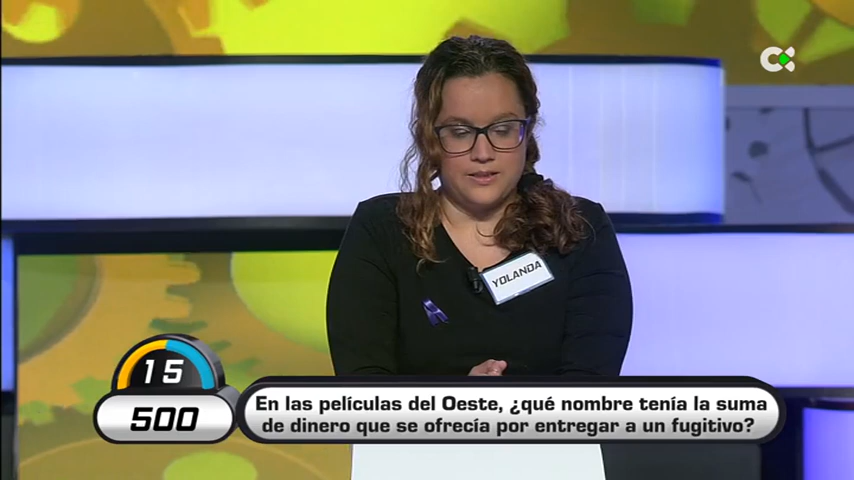 YOLANDA
15
500
En las películas del Oeste, ¿qué nombre tenía la suma
de dinero que se ofrecía por entregar a un fugitivo?